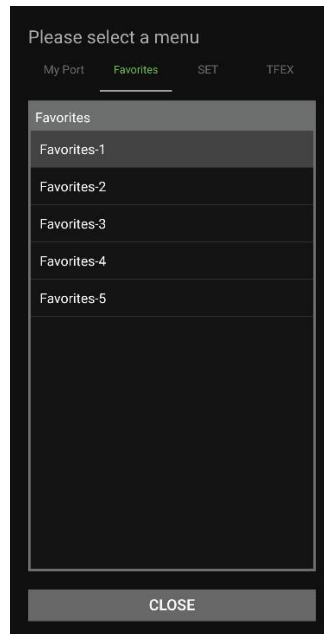 Please select a menu
My Port Favorites SET TFEX
Favorites
Favorites-1
Favorites-2
Favorites-3
Favorites-4
Favorites-5
CLOSE